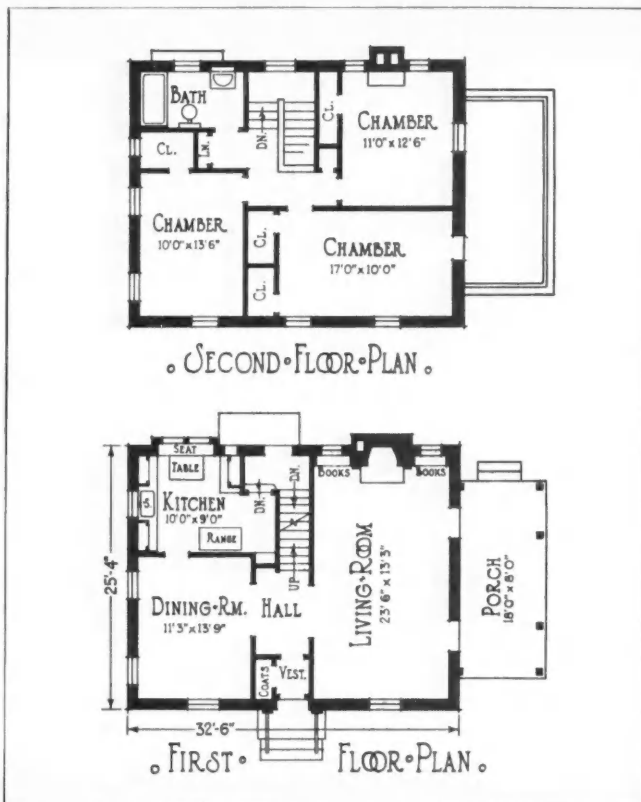 BATH
CL.
CHAMBER
11'0" x 12'6"
DN.
CL.
LN.
CHAMBER
10'0" x 13'6"
CL.
CHAMBER
17'0" x 10'0"
CL.
SECOND · FLOOR · PLAN
SEAT
TABLE
BOOKS
BOOKS
S.
KITCHEN
10'0" x 9'0"
DN.
DN.
RANGE
UP
25'-4"
DINING · RM.
11'3" x 13'9"
HALL
LIVING · ROOM
23'6" x 13'3"
PORCH
18'0" x 8'0"
COATS
VEST.
32'-6"
FIRST · FLOOR · PLAN